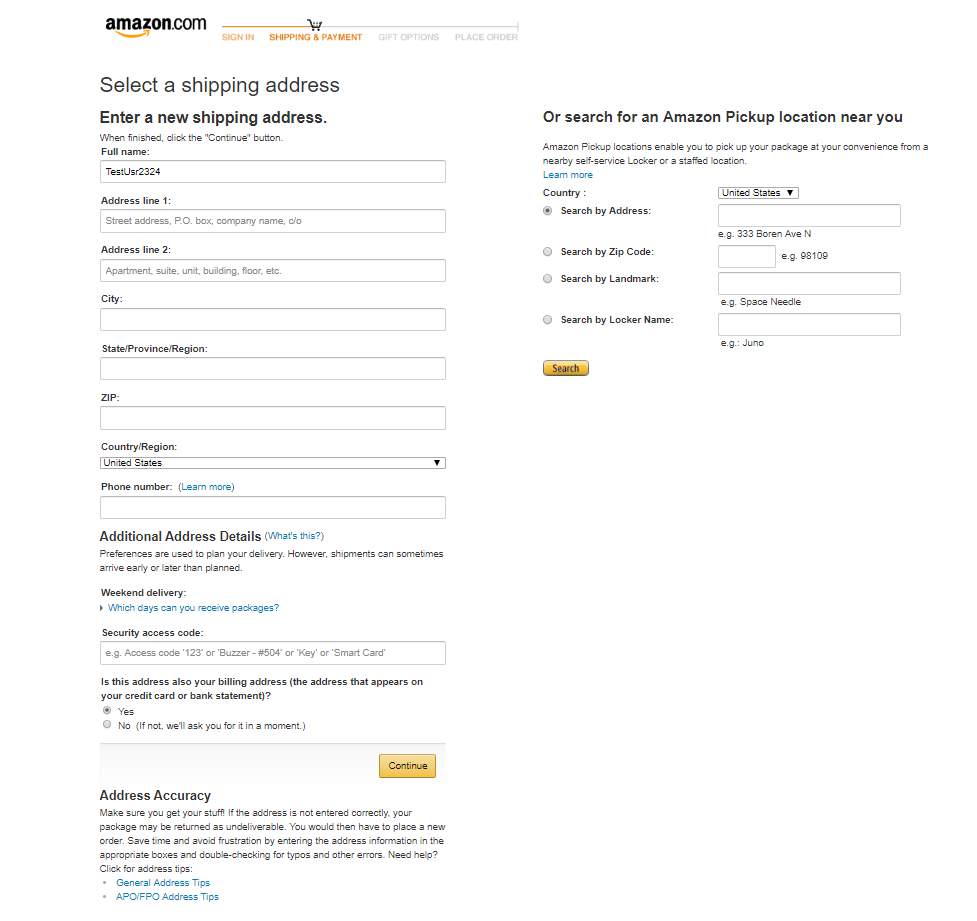 amazon.com
SIGN IN SHIPPING & PAYMENT GIFT OPTIONS PLACE ORDER
Select a shipping address
Enter a new shipping address.
When finished, click the "Continue" button.
Full name:
TestUsr2324
Address line 1:
Street address, P.O. box, company name, c/o
Address line 2:
Apartment, suite, unit, building, floor, etc.
City:
State/Province/Region:
ZIP:
Country/Region:
United States
Phone number: (Learn more)
Additional Address Details (What's this?)
Preferences are used to plan your delivery. However, shipments can sometimes
arrive early or later than planned.
Weekend delivery:
Which days can you receive packages?
Security access code:
e.g. Access code '123' or 'Buzzer - #504' or 'Key' or 'Smart Card'
Is this address also your billing address (the address that appears on
your credit card or bank statement)?
Yes
No (If not, we'll ask you for it in a moment.)
Continue
Address Accuracy
Make sure you get your stuff! If the address is not entered correctly, your
package may be returned as undeliverable. You would then have to place a new
order. Save time and avoid frustration by entering the address information in the
appropriate boxes and double-checking for typos and other errors. Need help?
Click for address tips:
General Address Tips
APO/FPO Address Tips
Or search for an Amazon Pickup location near you
Amazon Pickup locations enable you to pick up your package at your convenience from a
nearby self-service Locker or a staffed location.
Learn more
Country : United States
Search by Address:
e.g. 333 Boren Ave N
Search by Zip Code: e.g. 98109
Search by Landmark:
e.g. Space Needle
Search by Locker Name:
e.g.: Juno
Search